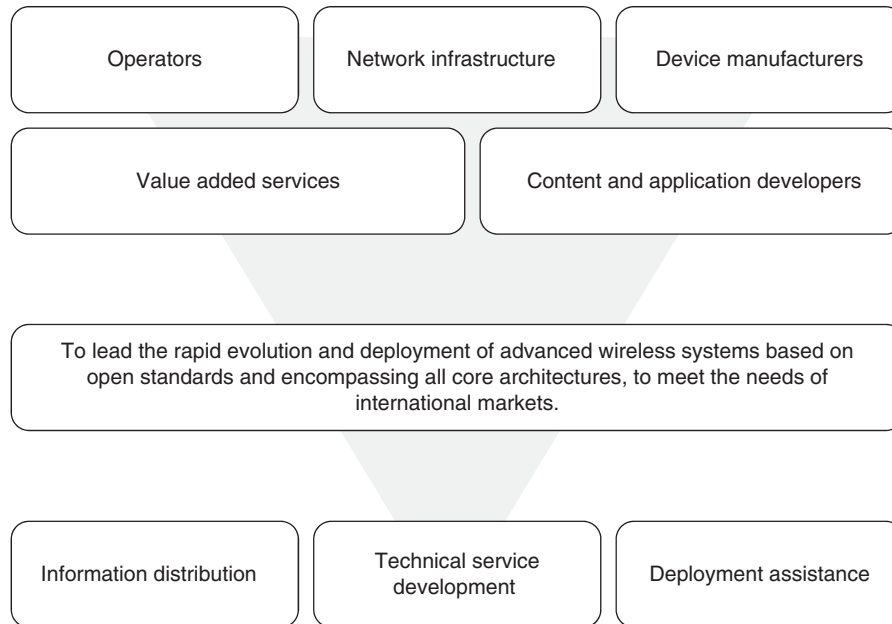 Operators
Network infrastructure
Device manufacturers
Value added services
Content and application developers
To lead the rapid evolution and deployment of advanced wireless systems based on
open standards and encompassing all core architectures, to meet the needs of
international markets.
Information distribution
Technical service
development
Deployment assistance